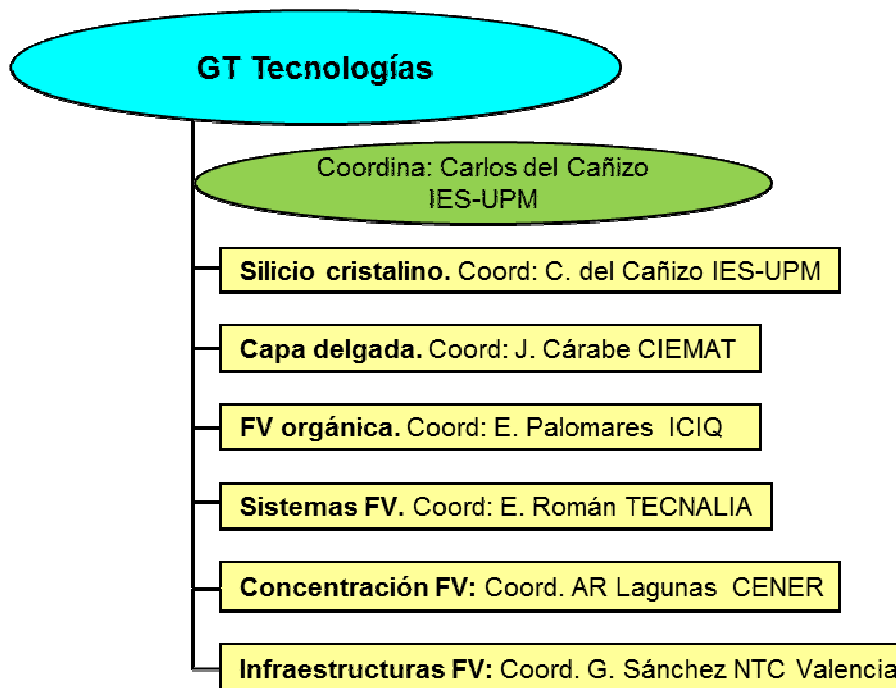 GT Tecnologías
Coordina: Carlos del Cañizo
IES-UPM
Silicio cristalino. Coord: C. del Cañizo IES-UPM
Capa delgada. Coord: J. Cárabe CIEMAT
FV orgánica. Coord: E. Palomares ICIQ
Sistemas FV. Coord: E. Román TECNALIA
Concentración FV: Coord. AR Lagunas CENER
Infraestructuras FV: Coord. G. Sánchez NTC Valencia